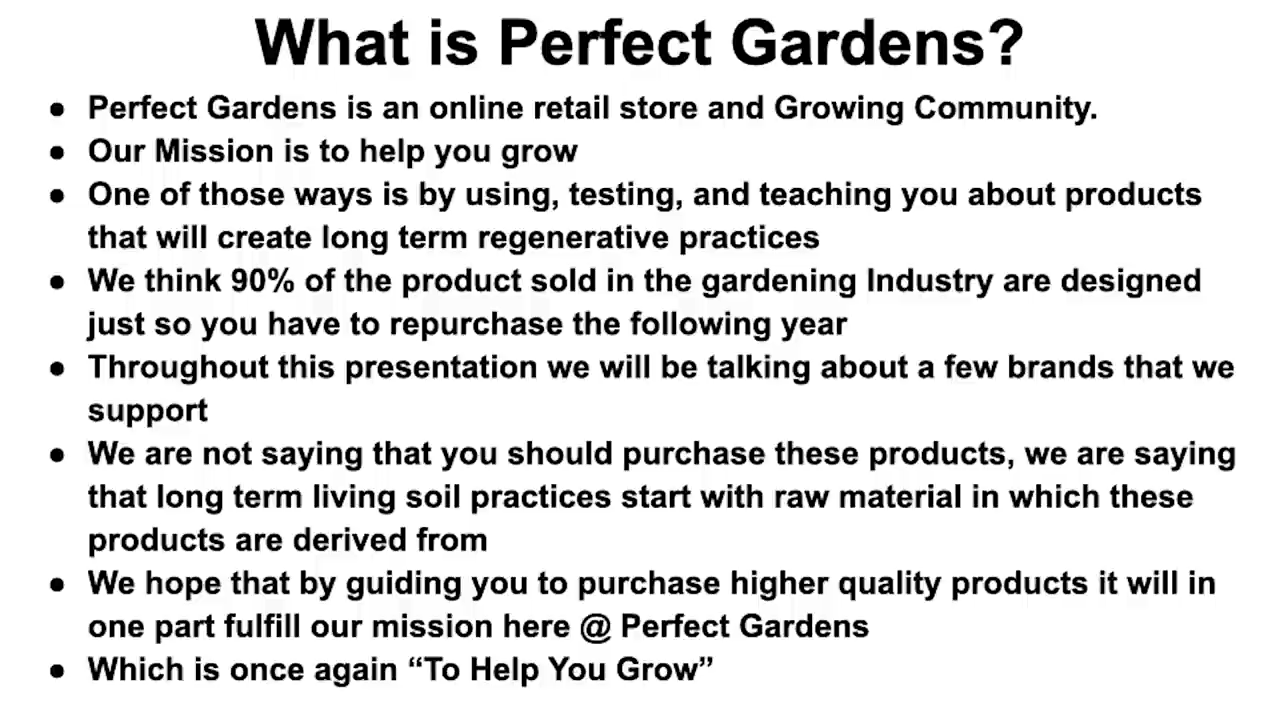 What is Perfect Gardens?
● Perfect Gardens is an online retail store and Growing Community.
● Our Mission is to help you grow
● One of those ways is by using, testing, and teaching you about products
that will create long term regenerative practices
● We think 90% of the product sold in the gardening Industry are designed
just so you have to repurchase the following year
● Throughout this presentation we will be talking about a few brands that we
support
● We are not saying that you should purchase these products, we are saying
that long term living soil practices start with raw material in which these
products are derived from
● We hope that by guiding you to purchase higher quality products it will in
one part fulfill our mission here @ Perfect Gardens
● Which is once again “To Help You Grow”